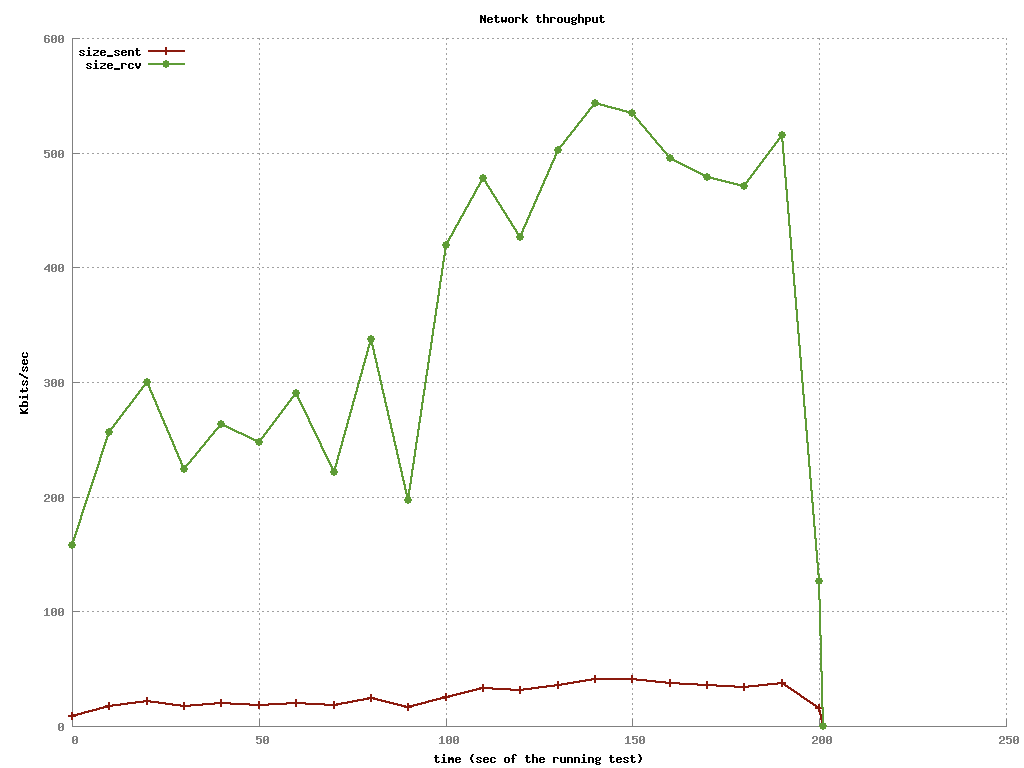 Network throughput
600
size_sent
size_rcv
500
400
Kbits/sec
300
200
100
0
0 50 100 150 200 250
time (sec of the running test)